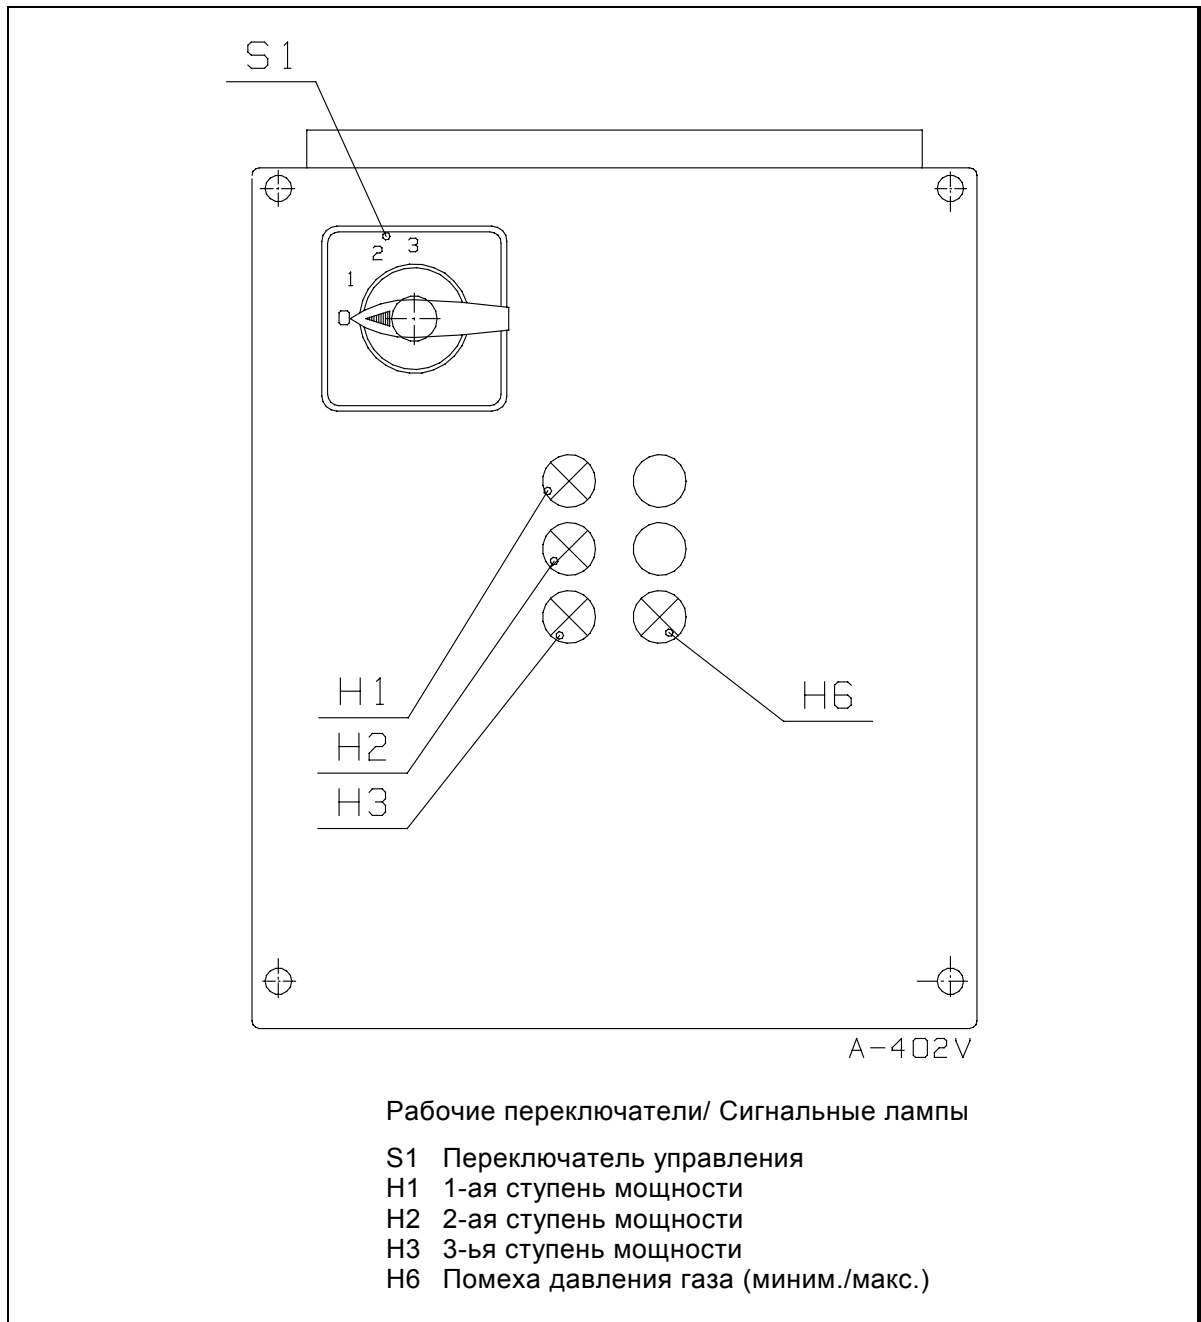 S1
3
2
1
0
H1
H6
H2
H3
A-402V
Рабочие переключатели/ Сигнальные лампы
S1 Переключатель управления
H1 1-ая ступень мощности
H2 2-ая ступень мощности
H3 3-ья ступень мощности
H6 Помеха давления газа (миним./макс.)